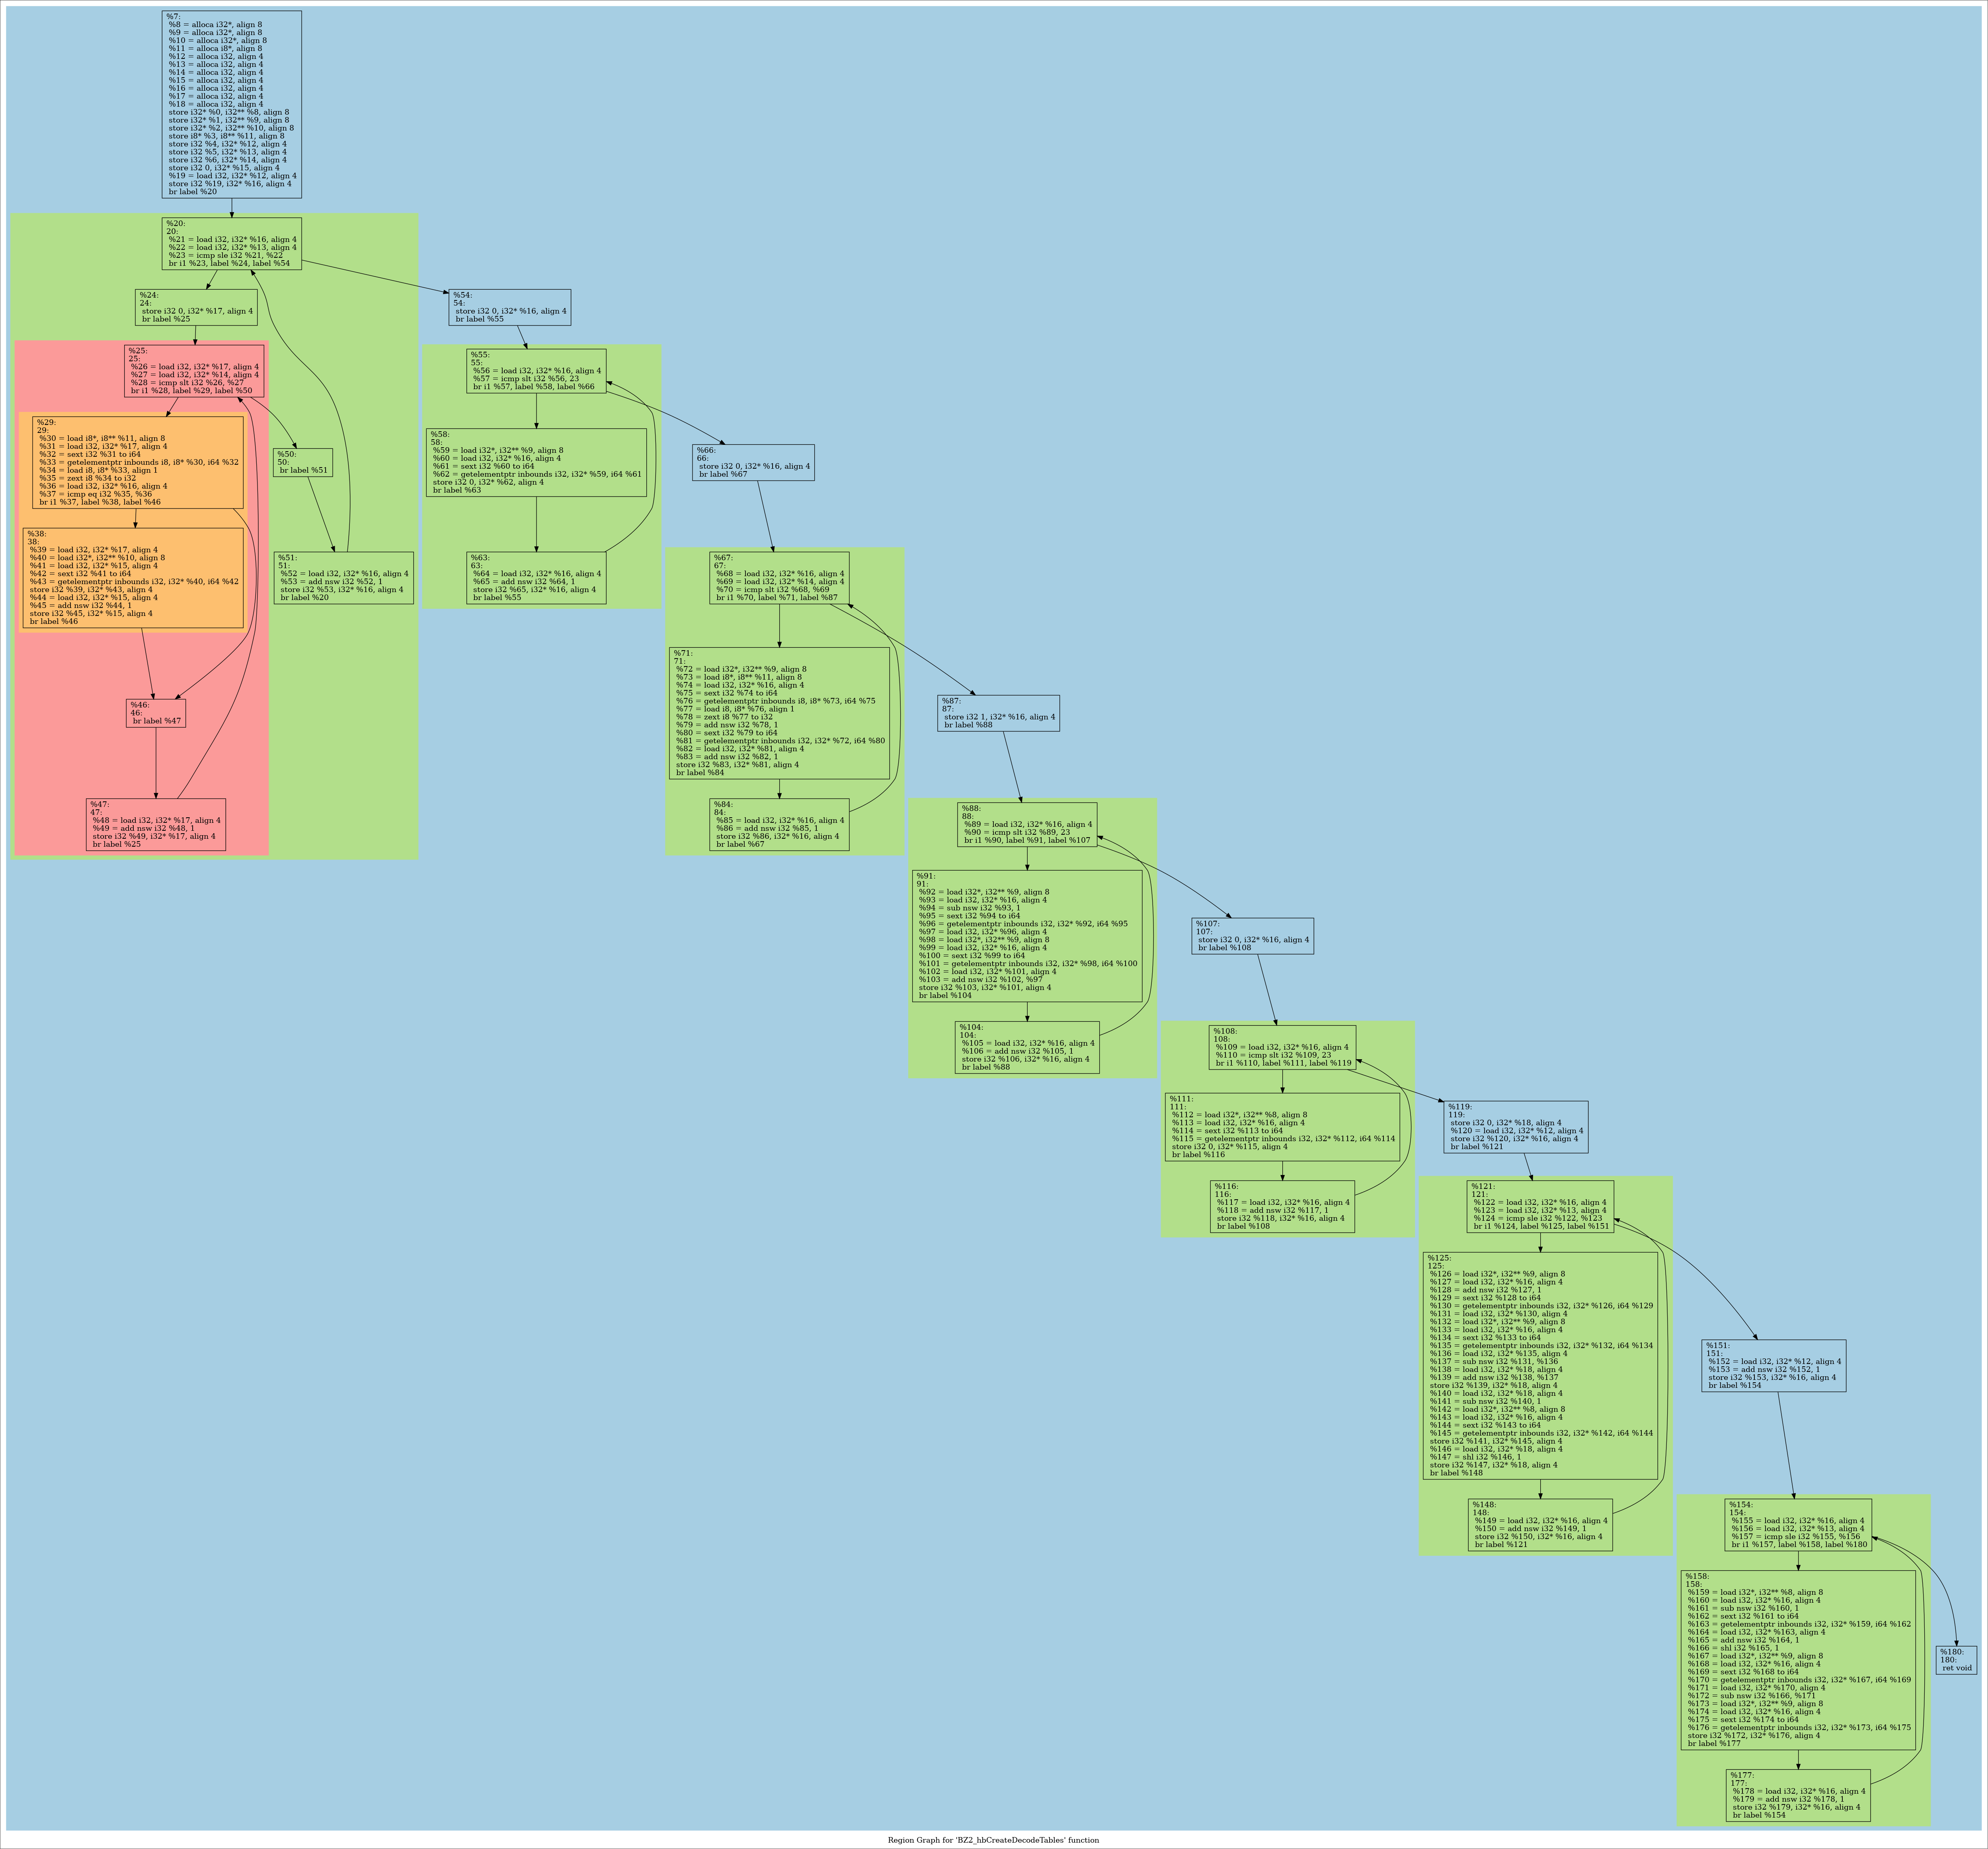 %7:
%8 = alloca i32*, align 8
%9 = alloca i32*, align 8
%10 = alloca i32*, align 8
%11 = alloca i8*, align 8
%12 = alloca i32, align 4
%13 = alloca i32, align 4
%14 = alloca i32, align 4
%15 = alloca i32, align 4
%16 = alloca i32, align 4
%17 = alloca i32, align 4
%18 = alloca i32, align 4
store i32* %0, i32** %8, align 8
store i32* %1, i32** %9, align 8
store i32* %2, i32** %10, align 8
store i8* %3, i8** %11, align 8
store i32 %4, i32* %12, align 4
store i32 %5, i32* %13, align 4
store i32 %6, i32* %14, align 4
store i32 0, i32* %15, align 4
%19 = load i32, i32* %12, align 4
store i32 %19, i32* %16, align 4
br label %20
%20:
20:
%21 = load i32, i32* %16, align 4
%22 = load i32, i32* %13, align 4
%23 = icmp sle i32 %21, %22
br i1 %23, label %24, label %54
%24:
24:
store i32 0, i32* %17, align 4
br label %25
%25:
25:
%26 = load i32, i32* %17, align 4
%27 = load i32, i32* %14, align 4
%28 = icmp slt i32 %26, %27
br i1 %28, label %29, label %50
%29:
29:
%30 = load i8*, i8** %11, align 8
%31 = load i32, i32* %17, align 4
%32 = sext i32 %31 to i64
%33 = getelementptr inbounds i8, i8* %30, i64 %32
%34 = load i8, i8* %33, align 1
%35 = zext i8 %34 to i32
%36 = load i32, i32* %16, align 4
%37 = icmp eq i32 %35, %36
br i1 %37, label %38, label %46
%38:
38:
%39 = load i32, i32* %17, align 4
%40 = load i32*, i32** %10, align 8
%41 = load i32, i32* %15, align 4
%42 = sext i32 %41 to i64
%43 = getelementptr inbounds i32, i32* %40, i64 %42
store i32 %39, i32* %43, align 4
%44 = load i32, i32* %15, align 4
%45 = add nsw i32 %44, 1
store i32 %45, i32* %15, align 4
br label %46
%46:
46:
br label %47
%47:
47:
%48 = load i32, i32* %17, align 4
%49 = add nsw i32 %48, 1
store i32 %49, i32* %17, align 4
br label %25
%50:
50:
br label %51
%51:
51:
%52 = load i32, i32* %16, align 4
%53 = add nsw i32 %52, 1
store i32 %53, i32* %16, align 4
br label %20
%54:
54:
store i32 0, i32* %16, align 4
br label %55
%55:
55:
%56 = load i32, i32* %16, align 4
%57 = icmp slt i32 %56, 23
br i1 %57, label %58, label %66
%58:
58:
%59 = load i32*, i32** %9, align 8
%60 = load i32, i32* %16, align 4
%61 = sext i32 %60 to i64
%62 = getelementptr inbounds i32, i32* %59, i64 %61
store i32 0, i32* %62, align 4
br label %63
%63:
63:
%64 = load i32, i32* %16, align 4
%65 = add nsw i32 %64, 1
store i32 %65, i32* %16, align 4
br label %55
%66:
66:
store i32 0, i32* %16, align 4
br label %67
%67:
67:
%68 = load i32, i32* %16, align 4
%69 = load i32, i32* %14, align 4
%70 = icmp slt i32 %68, %69
br i1 %70, label %71, label %87
%71:
71:
%72 = load i32*, i32** %9, align 8
%73 = load i8*, i8** %11, align 8
%74 = load i32, i32* %16, align 4
%75 = sext i32 %74 to i64
%76 = getelementptr inbounds i8, i8* %73, i64 %75
%77 = load i8, i8* %76, align 1
%78 = zext i8 %77 to i32
%79 = add nsw i32 %78, 1
%80 = sext i32 %79 to i64
%81 = getelementptr inbounds i32, i32* %72, i64 %80
%82 = load i32, i32* %81, align 4
%83 = add nsw i32 %82, 1
store i32 %83, i32* %81, align 4
br label %84
%84:
84:
%85 = load i32, i32* %16, align 4
%86 = add nsw i32 %85, 1
store i32 %86, i32* %16, align 4
br label %67
%87:
87:
store i32 1, i32* %16, align 4
br label %88
%88:
88:
%89 = load i32, i32* %16, align 4
%90 = icmp slt i32 %89, 23
br i1 %90, label %91, label %107
%91:
91:
%92 = load i32*, i32** %9, align 8
%93 = load i32, i32* %16, align 4
%94 = sub nsw i32 %93, 1
%95 = sext i32 %94 to i64
%96 = getelementptr inbounds i32, i32* %92, i64 %95
%97 = load i32, i32* %96, align 4
%98 = load i32*, i32** %9, align 8
%99 = load i32, i32* %16, align 4
%100 = sext i32 %99 to i64
%101 = getelementptr inbounds i32, i32* %98, i64 %100
%102 = load i32, i32* %101, align 4
%103 = add nsw i32 %102, %97
store i32 %103, i32* %101, align 4
br label %104
%104:
104:
%105 = load i32, i32* %16, align 4
%106 = add nsw i32 %105, 1
store i32 %106, i32* %16, align 4
br label %88
%107:
107:
store i32 0, i32* %16, align 4
br label %108
%108:
108:
%109 = load i32, i32* %16, align 4
%110 = icmp slt i32 %109, 23
br i1 %110, label %111, label %119
%111:
111:
%112 = load i32*, i32** %8, align 8
%113 = load i32, i32* %16, align 4
%114 = sext i32 %113 to i64
%115 = getelementptr inbounds i32, i32* %112, i64 %114
store i32 0, i32* %115, align 4
br label %116
%116:
116:
%117 = load i32, i32* %16, align 4
%118 = add nsw i32 %117, 1
store i32 %118, i32* %16, align 4
br label %108
%119:
119:
store i32 0, i32* %18, align 4
%120 = load i32, i32* %12, align 4
store i32 %120, i32* %16, align 4
br label %121
%121:
121:
%122 = load i32, i32* %16, align 4
%123 = load i32, i32* %13, align 4
%124 = icmp sle i32 %122, %123
br i1 %124, label %125, label %151
%125:
125:
%126 = load i32*, i32** %9, align 8
%127 = load i32, i32* %16, align 4
%128 = add nsw i32 %127, 1
%129 = sext i32 %128 to i64
%130 = getelementptr inbounds i32, i32* %126, i64 %129
%131 = load i32, i32* %130, align 4
%132 = load i32*, i32** %9, align 8
%133 = load i32, i32* %16, align 4
%134 = sext i32 %133 to i64
%135 = getelementptr inbounds i32, i32* %132, i64 %134
%136 = load i32, i32* %135, align 4
%137 = sub nsw i32 %131, %136
%138 = load i32, i32* %18, align 4
%139 = add nsw i32 %138, %137
store i32 %139, i32* %18, align 4
%140 = load i32, i32* %18, align 4
%141 = sub nsw i32 %140, 1
%142 = load i32*, i32** %8, align 8
%143 = load i32, i32* %16, align 4
%144 = sext i32 %143 to i64
%145 = getelementptr inbounds i32, i32* %142, i64 %144
store i32 %141, i32* %145, align 4
%146 = load i32, i32* %18, align 4
%147 = shl i32 %146, 1
store i32 %147, i32* %18, align 4
br label %148
%148:
148:
%149 = load i32, i32* %16, align 4
%150 = add nsw i32 %149, 1
store i32 %150, i32* %16, align 4
br label %121
%151:
151:
%152 = load i32, i32* %12, align 4
%153 = add nsw i32 %152, 1
store i32 %153, i32* %16, align 4
br label %154
%154:
154:
%155 = load i32, i32* %16, align 4
%156 = load i32, i32* %13, align 4
%157 = icmp sle i32 %155, %156
br i1 %157, label %158, label %180
%158:
158:
%159 = load i32*, i32** %8, align 8
%160 = load i32, i32* %16, align 4
%161 = sub nsw i32 %160, 1
%162 = sext i32 %161 to i64
%163 = getelementptr inbounds i32, i32* %159, i64 %162
%164 = load i32, i32* %163, align 4
%165 = add nsw i32 %164, 1
%166 = shl i32 %165, 1
%167 = load i32*, i32** %9, align 8
%168 = load i32, i32* %16, align 4
%169 = sext i32 %168 to i64
%170 = getelementptr inbounds i32, i32* %167, i64 %169
%171 = load i32, i32* %170, align 4
%172 = sub nsw i32 %166, %171
%173 = load i32*, i32** %9, align 8
%174 = load i32, i32* %16, align 4
%175 = sext i32 %174 to i64
%176 = getelementptr inbounds i32, i32* %173, i64 %175
store i32 %172, i32* %176, align 4
br label %177
%177:
177:
%178 = load i32, i32* %16, align 4
%179 = add nsw i32 %178, 1
store i32 %179, i32* %16, align 4
br label %154
%180:
180:
ret void
Region Graph for 'BZ2_hbCreateDecodeTables' function